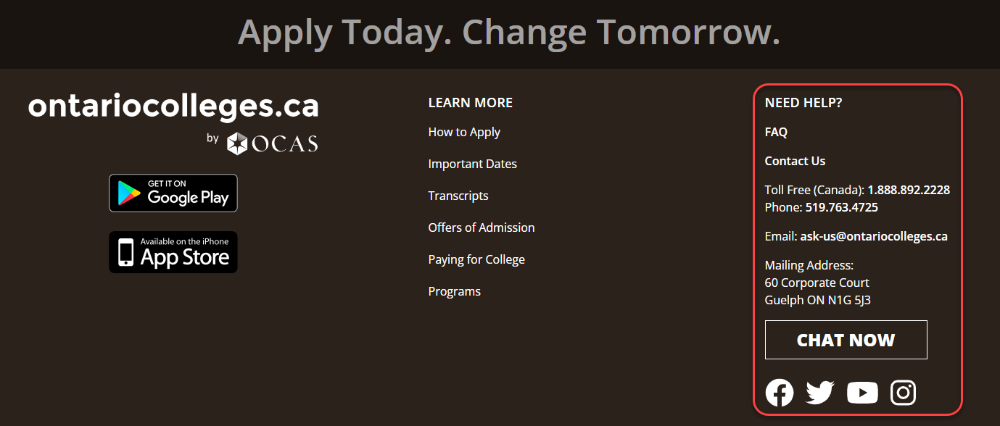 Apply Today. Change Tomorrow.
ontariocolleges.ca
by OCAS
GET IT ON
Google Play
Available on the iPhone
App Store
LEARN MORE
How to Apply
Important Dates
Transcripts
Offers of Admission
Paying for College
Programs
NEED HELP?
FAQ
Contact Us
Toll Free (Canada): 1.888.892.2228
Phone: 519.763.4725
Email: ask-us@ontariocolleges.ca
Mailing Address:
60 Corporate Court
Guelph ON N1G 5J3
CHAT NOW